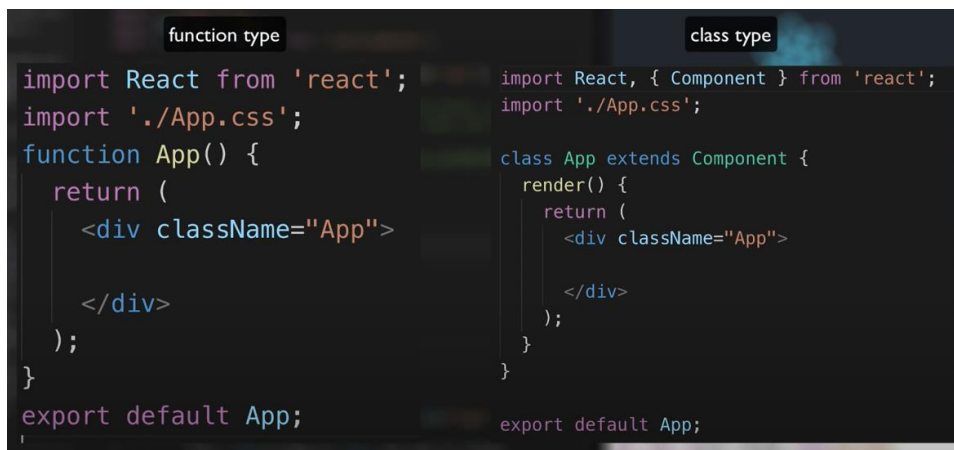 function type
import React from 'react';
import './App.css';
function App() {
  return (
    <div className="App">

    </div>
  );
}
export default App;
class type
import React, { Component } from 'react';
import './App.css';

class App extends Component {
  render() {
    return (
      <div className="App">

      </div>
    );
  }
}

export default App;